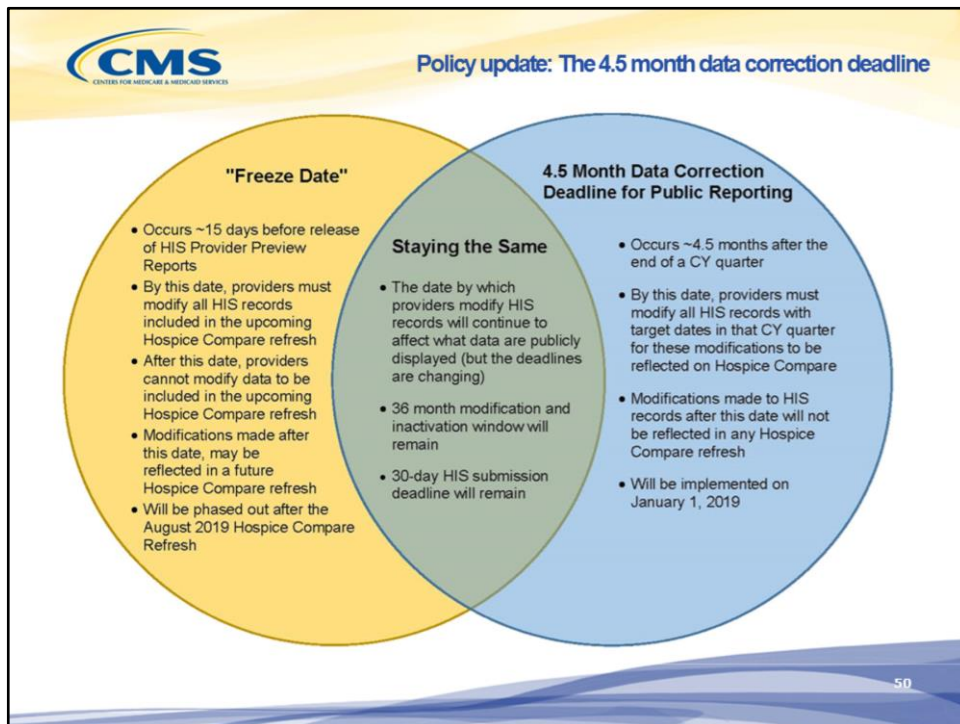 CMS
CENTERS FOR MEDICARE & MEDICAID SERVICES
Policy update: The 4.5 month data correction deadline
"Freeze Date"
• Occurs ~15 days before release
of HIS Provider Preview
Reports
• By this date, providers must
modify all HIS records
included in the upcoming
Hospice Compare refresh
• After this date, providers
cannot modify data to be
included in the upcoming
Hospice Compare refresh
• Modifications made after
this date, may be
reflected in a future
Hospice Compare refresh
• Will be phased out after the
August 2019 Hospice Compare
Refresh
Staying the Same
• The date by which
providers modify HIS
records will continue to
affect what data are publicly
displayed (but the deadlines
are changing)
• 36 month modification and
inactivation window will
remain
• 30-day HIS submission
deadline will remain
4.5 Month Data Correction
Deadline for Public Reporting
• Occurs ~4.5 months after the
end of a CY quarter
• By this date, providers must
modify all HIS records with
target dates in that CY quarter
for these modifications to be
reflected on Hospice Compare
• Modifications made to HIS
records after this date will not
be reflected in any Hospice
Compare refresh
• Will be implemented on
January 1, 2019
50